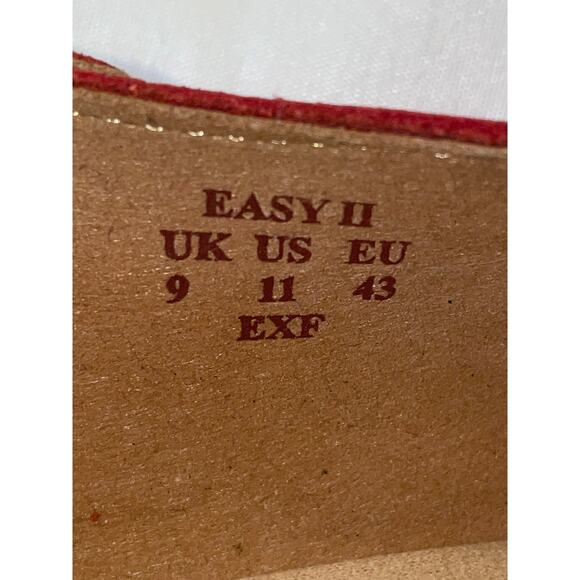 EASY II
UK US EU
9 11 43
EXF